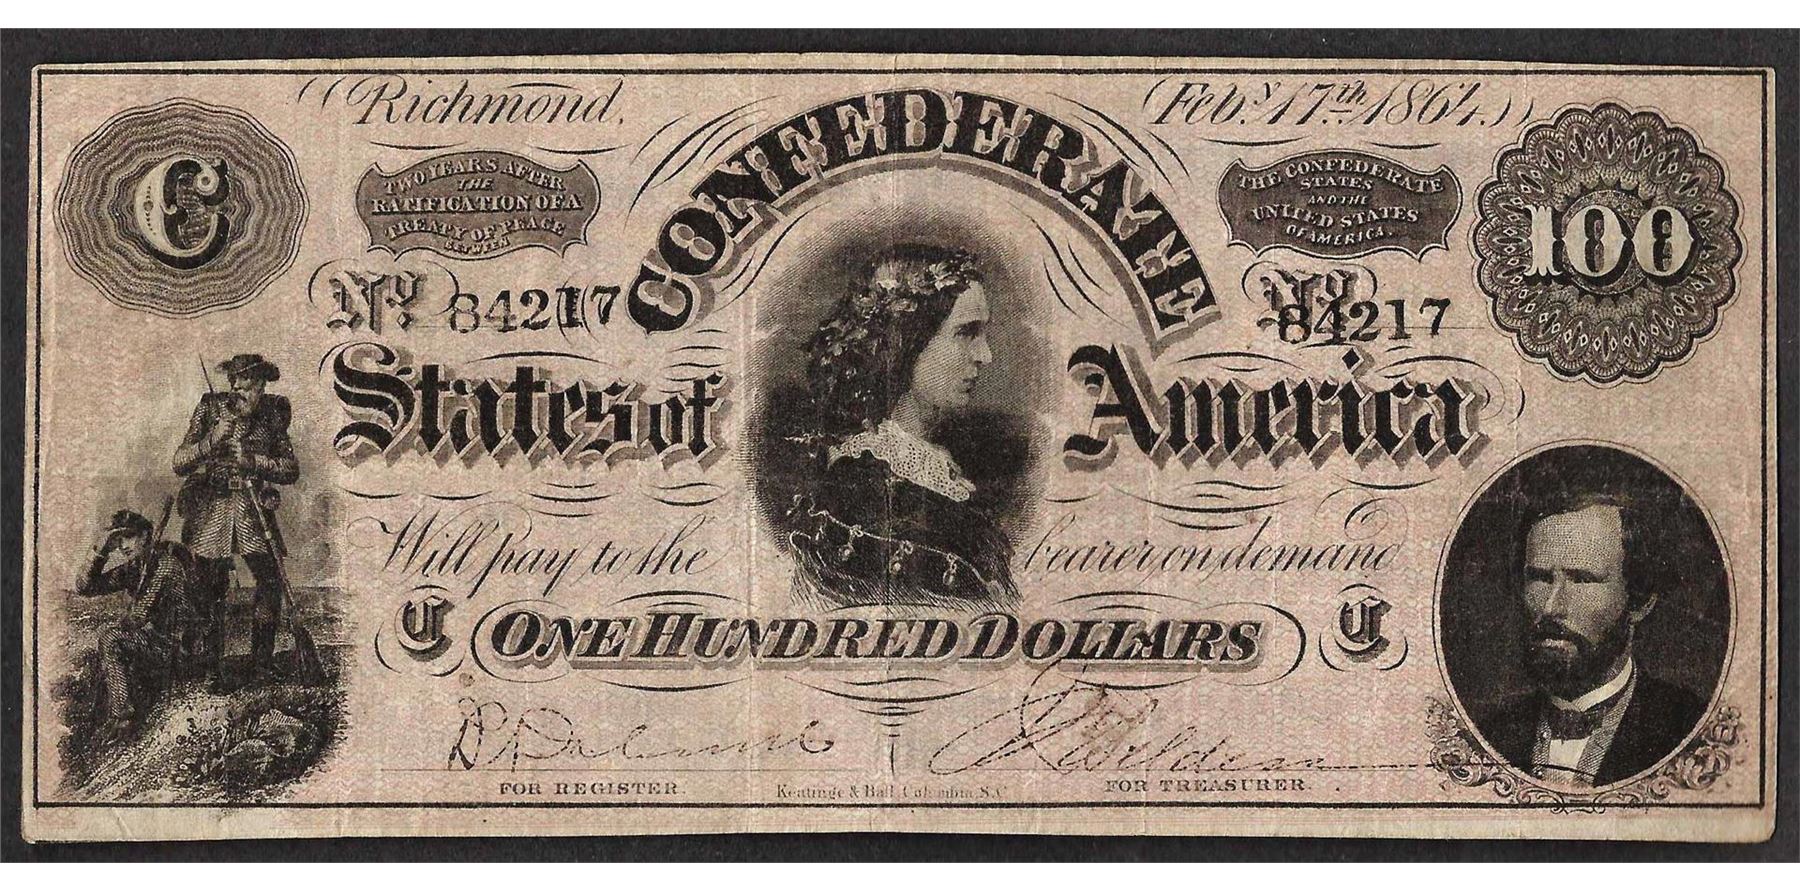 Richmond, Feby. 17th. 1864.
C
TWO YEARS AFTER
THE
RATIFICATION OF A
TREATY OF PEACE
BETWEEN
THE CONFEDERATE
STATES
AND THE
UNITED STATES
OF AMERICA.
100
CONFEDERATE
No. 84217
No. 84217
States of America
Will pay to the bearer on demand
C ONE HUNDRED DOLLARS C
FOR REGISTER.
Keatinge & Ball, Columbia, S.C.
FOR TREASURER.